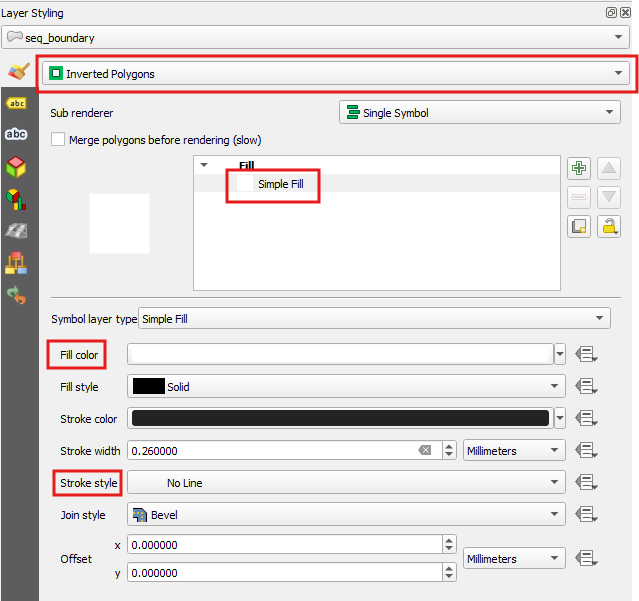 Layer Styling
seq_boundary
Inverted Polygons
abc
Sub renderer Single Symbol
abc
Merge polygons before rendering (slow)
Fill
Simple Fill
Symbol layer type Simple Fill
Fill color
Fill style Solid
Stroke color
Stroke width 0.260000 Millimeters
Stroke style No Line
Join style Bevel
Offset x 0.000000 Millimeters
y 0.000000